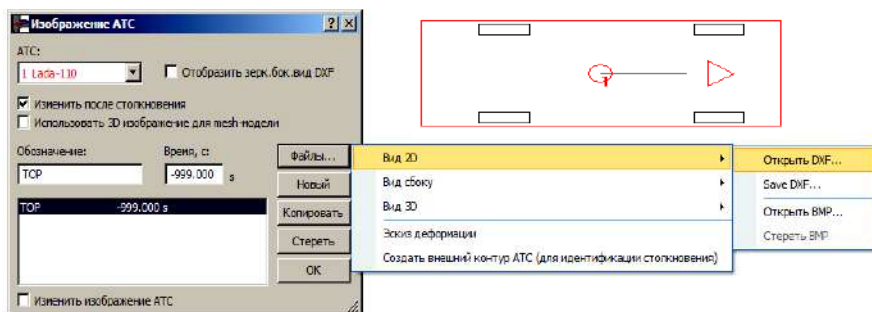 Изображение АТС
АТС:
1 Lada-110
Отобразить зерк.бок.вид DXF
Изменить после столкновения
Использовать 3D изображение для mesh-модели
Обозначение:
Время, с:
TOP
-999.000
s
TOP -999.000 s
Файлы...
Новый
Копировать
Стереть
OK
Изменить изображение АТС
1
Вид 2D
Вид сбоку
Вид 3D
Эскиз деформации
Создать внешний контур АТС (для идентификации столкновения)
Открыть DXF...
Save DXF...
Открыть BMP...
Стереть BMP